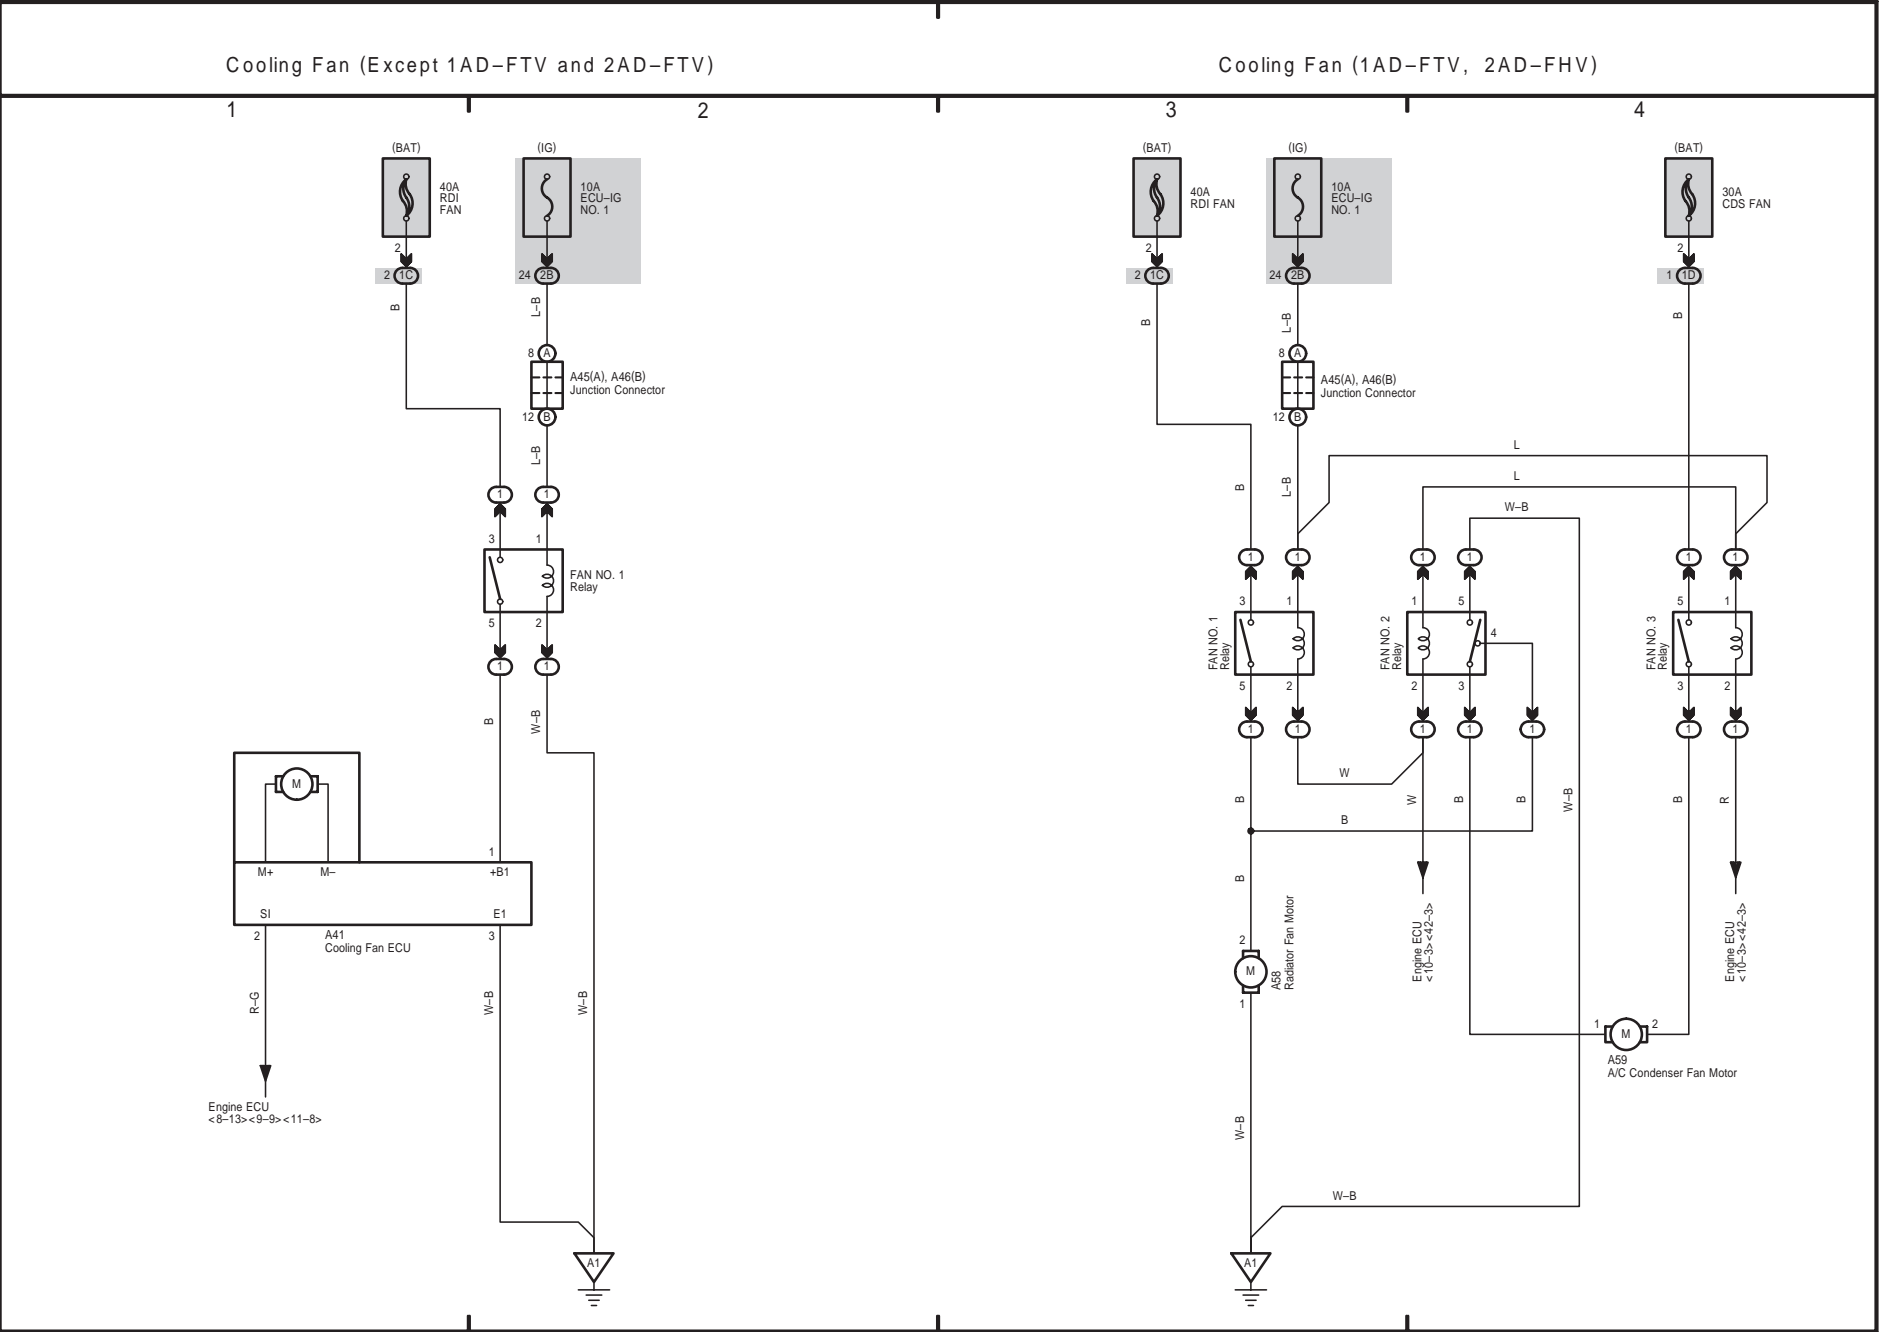 Cooling Fan (Except 1AD–FTV and 2AD–FTV)
Cooling Fan (1AD–FTV, 2AD–FHV)
1
2
3
4
(BAT)
40A
RDI
FAN
2
2 1C
B
(IG)
10A
ECU–IG
NO. 1
24 2B
L–B
8 A
A45(A), A46(B)
Junction Connector
12 B
L–B
1
1
3
1
FAN NO. 1
Relay
5
2
1
1
B
W–B
M
1
M+
M–
+B1
SI
E1
2
A41
Cooling Fan ECU
3
R–G
W–B
W–B
Engine ECU
<8–13><9–9><11–8>
A1
(BAT)
40A
RDI FAN
2
2 1C
B
(IG)
10A
ECU–IG
NO. 1
24 2B
L–B
(BAT)
30A
CDS FAN
2
1 1D
B
8 A
A45(A), A46(B)
Junction Connector
12 B
L
L
W–B
B
L–B
1
1
1
1
1
1
3
1
1
5
5
1
FAN NO. 1
Relay
FAN NO. 2
Relay
4
FAN NO. 3
Relay
5
2
2
3
3
2
1
1
1
1
1
1
1
W
B
W
B
B
W–B
B
R
B
B
2
M
A58
Radiator Fan Motor
1
Engine ECU
<10–3><42–3>
Engine ECU
<10–3><42–3>
1
M
2
A59
A/C Condenser Fan Motor
W–B
W–B
A1